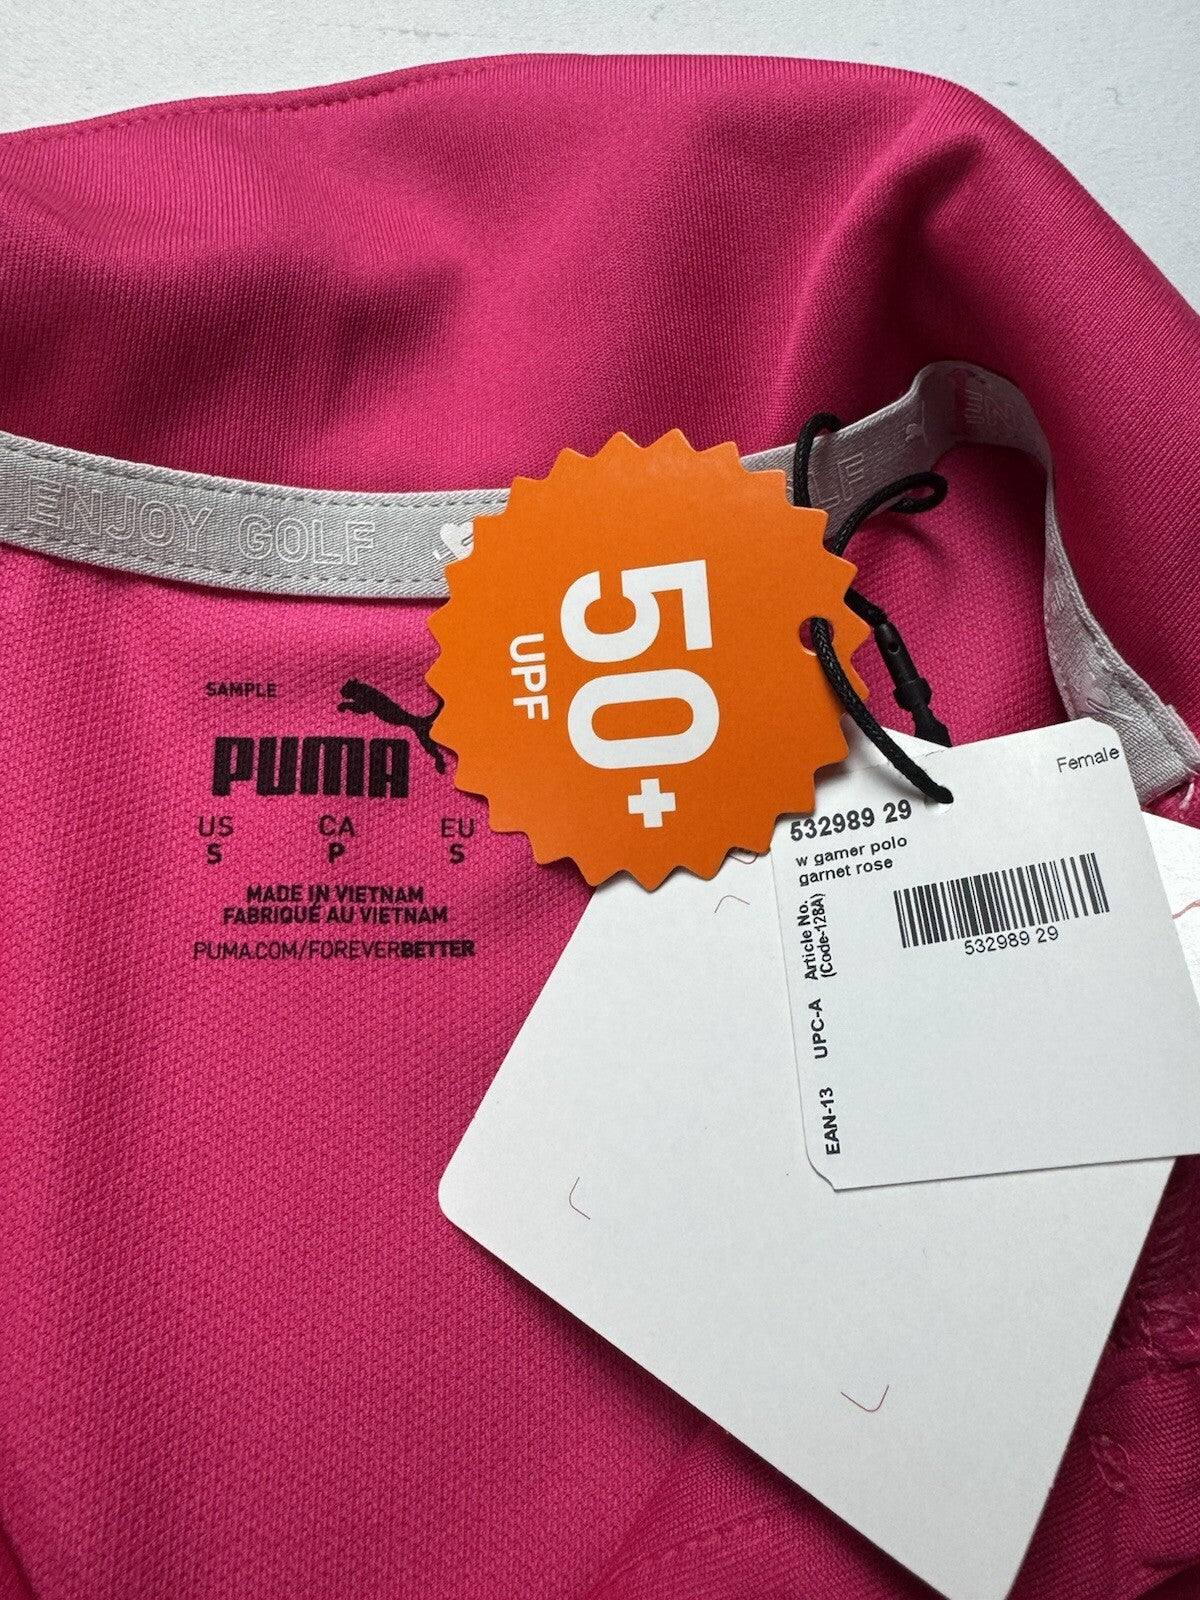 ENJOY GOLF
SAMPLE
PUMA
US CA EU
S P S
MADE IN VIETNAM
FABRIQUÉ AU VIETNAM
PUMA.COM/FOREVERBETTER
50+
UPF
Female
532989 29
w gamer polo
garnet rose
Article No.
(Code-128A)
532989 29
UPC-A
EAN-13